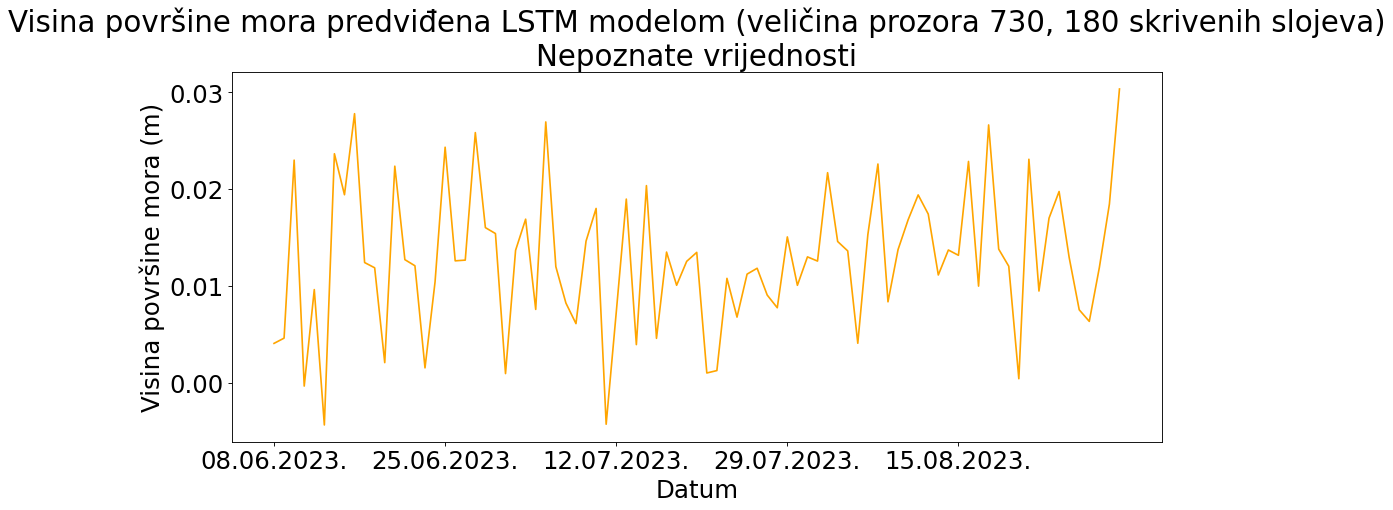 Visina površine mora predviđena LSTM modelom (veličina prozora 730, 180 skrivenih slojeva)
Nepoznate vrijednosti
Visina površine mora (m)
0.03
0.02
0.01
0.00
08.06.2023. 25.06.2023. 12.07.2023. 29.07.2023. 15.08.2023.
Datum